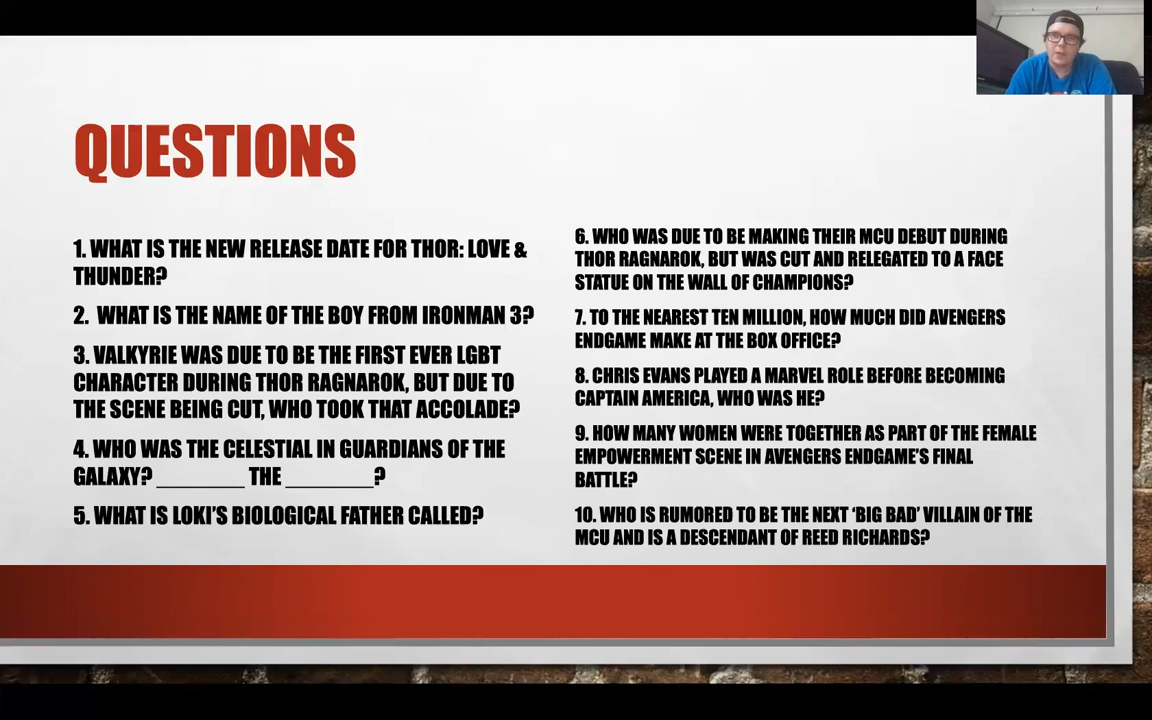 QUESTIONS
1. WHAT IS THE NEW RELEASE DATE FOR THOR: LOVE &
THUNDER?
2. WHAT IS THE NAME OF THE BOY FROM IRONMAN 3?
3. VALKYRIE WAS DUE TO BE THE FIRST EVER LGBT
CHARACTER DURING THOR RAGNAROK, BUT DUE TO
THE SCENE BEING CUT, WHO TOOK THAT ACCOLADE?
4. WHO WAS THE CELESTIAL IN GUARDIANS OF THE
GALAXY? _______ THE _______?
5. WHAT IS LOKI'S BIOLOGICAL FATHER CALLED?
6. WHO WAS DUE TO BE MAKING THEIR MCU DEBUT DURING
THOR RAGNAROK, BUT WAS CUT AND RELEGATED TO A FACE
STATUE ON THE WALL OF CHAMPIONS?
7. TO THE NEAREST TEN MILLION, HOW MUCH DID AVENGERS
ENDGAME MAKE AT THE BOX OFFICE?
8. CHRIS EVANS PLAYED A MARVEL ROLE BEFORE BECOMING
CAPTAIN AMERICA, WHO WAS HE?
9. HOW MANY WOMEN WERE TOGETHER AS PART OF THE FEMALE
EMPOWERMENT SCENE IN AVENGERS ENDGAME'S FINAL
BATTLE?
10. WHO IS RUMORED TO BE THE NEXT 'BIG BAD' VILLAIN OF THE
MCU AND IS A DESCENDANT OF REED RICHARDS?